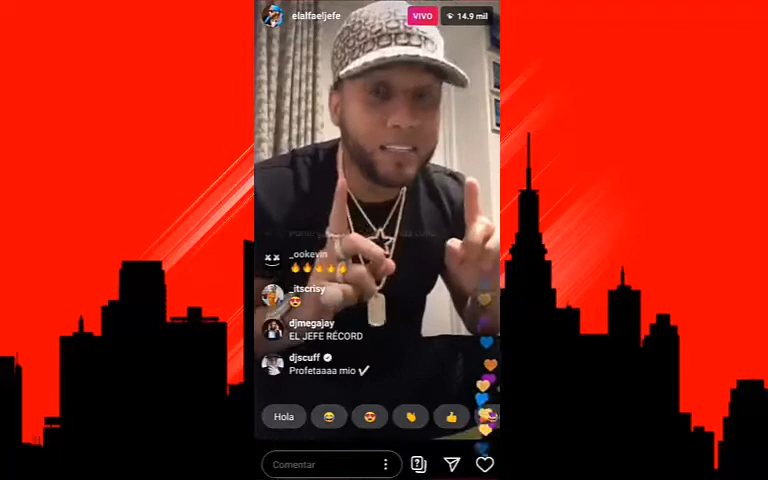 elalfaeljefe
VIVO
14.9 mil
_ookevin
_itscrisy
djmegajay
EL JEFE RÉCORD
djscuff
Profetaaaa mio
Hola
Comentar